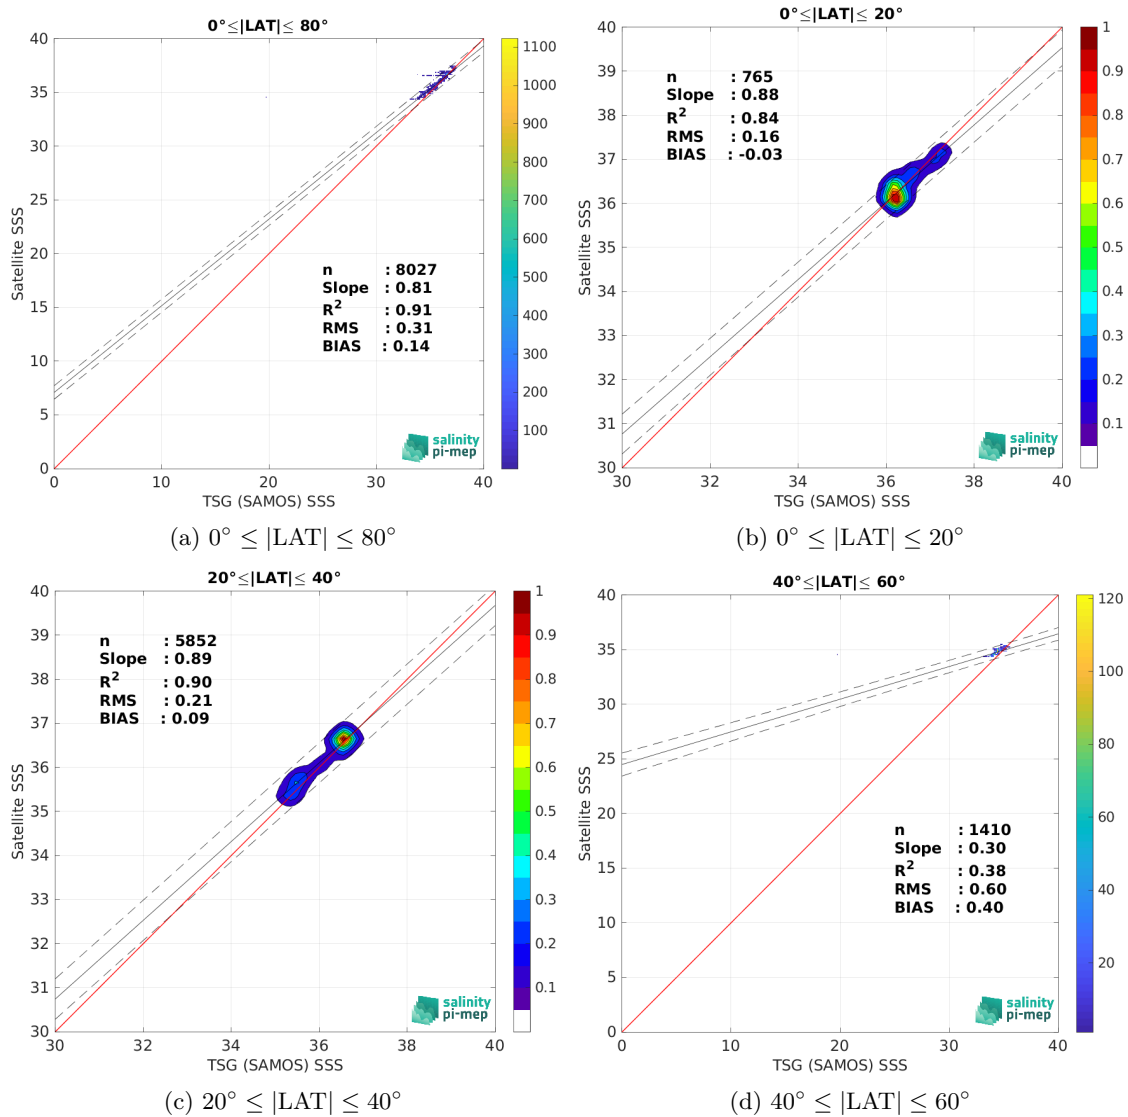 0°≤|LAT|≤ 80°
40
35
30
25
20
15
10
5
0
Satellite SSS
n : 8027
Slope : 0.81
R² : 0.91
RMS : 0.31
BIAS : 0.14
salinity
pi-mep
0 10 20 30 40
TSG (SAMOS) SSS
1100
1000
900
800
700
600
500
400
300
200
100
(a) 0° ≤ |LAT| ≤ 80°
0°≤|LAT|≤ 20°
40
39
38
37
36
35
34
33
32
31
30
Satellite SSS
n : 765
Slope : 0.88
R² : 0.84
RMS : 0.16
BIAS : -0.03
salinity
pi-mep
30 32 34 36 38 40
TSG (SAMOS) SSS
1
0.9
0.8
0.7
0.6
0.5
0.4
0.3
0.2
0.1
(b) 0° ≤ |LAT| ≤ 20°
20°≤|LAT|≤ 40°
40
39
38
37
36
35
34
33
32
31
30
Satellite SSS
n : 5852
Slope : 0.89
R² : 0.90
RMS : 0.21
BIAS : 0.09
salinity
pi-mep
30 32 34 36 38 40
TSG (SAMOS) SSS
1
0.9
0.8
0.7
0.6
0.5
0.4
0.3
0.2
0.1
(c) 20° ≤ |LAT| ≤ 40°
40°≤|LAT|≤ 60°
40
35
30
25
20
15
10
5
0
Satellite SSS
n : 1410
Slope : 0.30
R² : 0.38
RMS : 0.60
BIAS : 0.40
salinity
pi-mep
0 10 20 30 40
TSG (SAMOS) SSS
120
100
80
60
40
20
(d) 40° ≤ |LAT| ≤ 60°